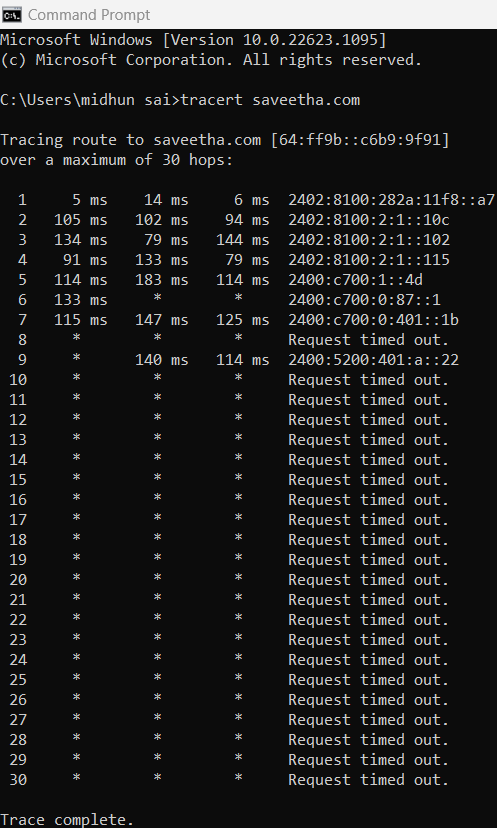 Command Prompt
Microsoft Windows [Version 10.0.22623.1095]
(c) Microsoft Corporation. All rights reserved.
C:\Users\midhun sai>tracert saveetha.com
Tracing route to saveetha.com [64:ff9b::c6b9:9f91]
over a maximum of 30 hops:
1 5 ms 14 ms 6 ms 2402:8100:282a:11f8::a7
2 105 ms 102 ms 94 ms 2402:8100:2:1::10c
3 134 ms 79 ms 144 ms 2402:8100:2:1::102
4 91 ms 133 ms 79 ms 2402:8100:2:1::115
5 114 ms 183 ms 114 ms 2400:c700:1::4d
6 133 ms * * 2400:c700:0:87::1
7 115 ms 147 ms 125 ms 2400:c700:0:401::1b
8 * * * Request timed out.
9 * 140 ms 114 ms 2400:5200:401:a::22
10 * * * Request timed out.
11 * * * Request timed out.
12 * * * Request timed out.
13 * * * Request timed out.
14 * * * Request timed out.
15 * * * Request timed out.
16 * * * Request timed out.
17 * * * Request timed out.
18 * * * Request timed out.
19 * * * Request timed out.
20 * * * Request timed out.
21 * * * Request timed out.
22 * * * Request timed out.
23 * * * Request timed out.
24 * * * Request timed out.
25 * * * Request timed out.
26 * * * Request timed out.
27 * * * Request timed out.
28 * * * Request timed out.
29 * * * Request timed out.
30 * * * Request timed out.
Trace complete.